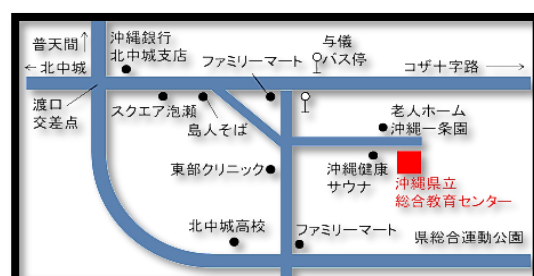 普天間↑
沖縄銀行
北中城支店
与儀
バス停
←北中城
ファミリーマート
コザ十字路→
渡口
交差点
スクエア泡瀬
島人そば
老人ホーム
沖縄一条園
東部クリニック
沖縄健康
サウナ
沖縄県立
総合教育センター
北中城高校
ファミリーマート
県総合運動公園